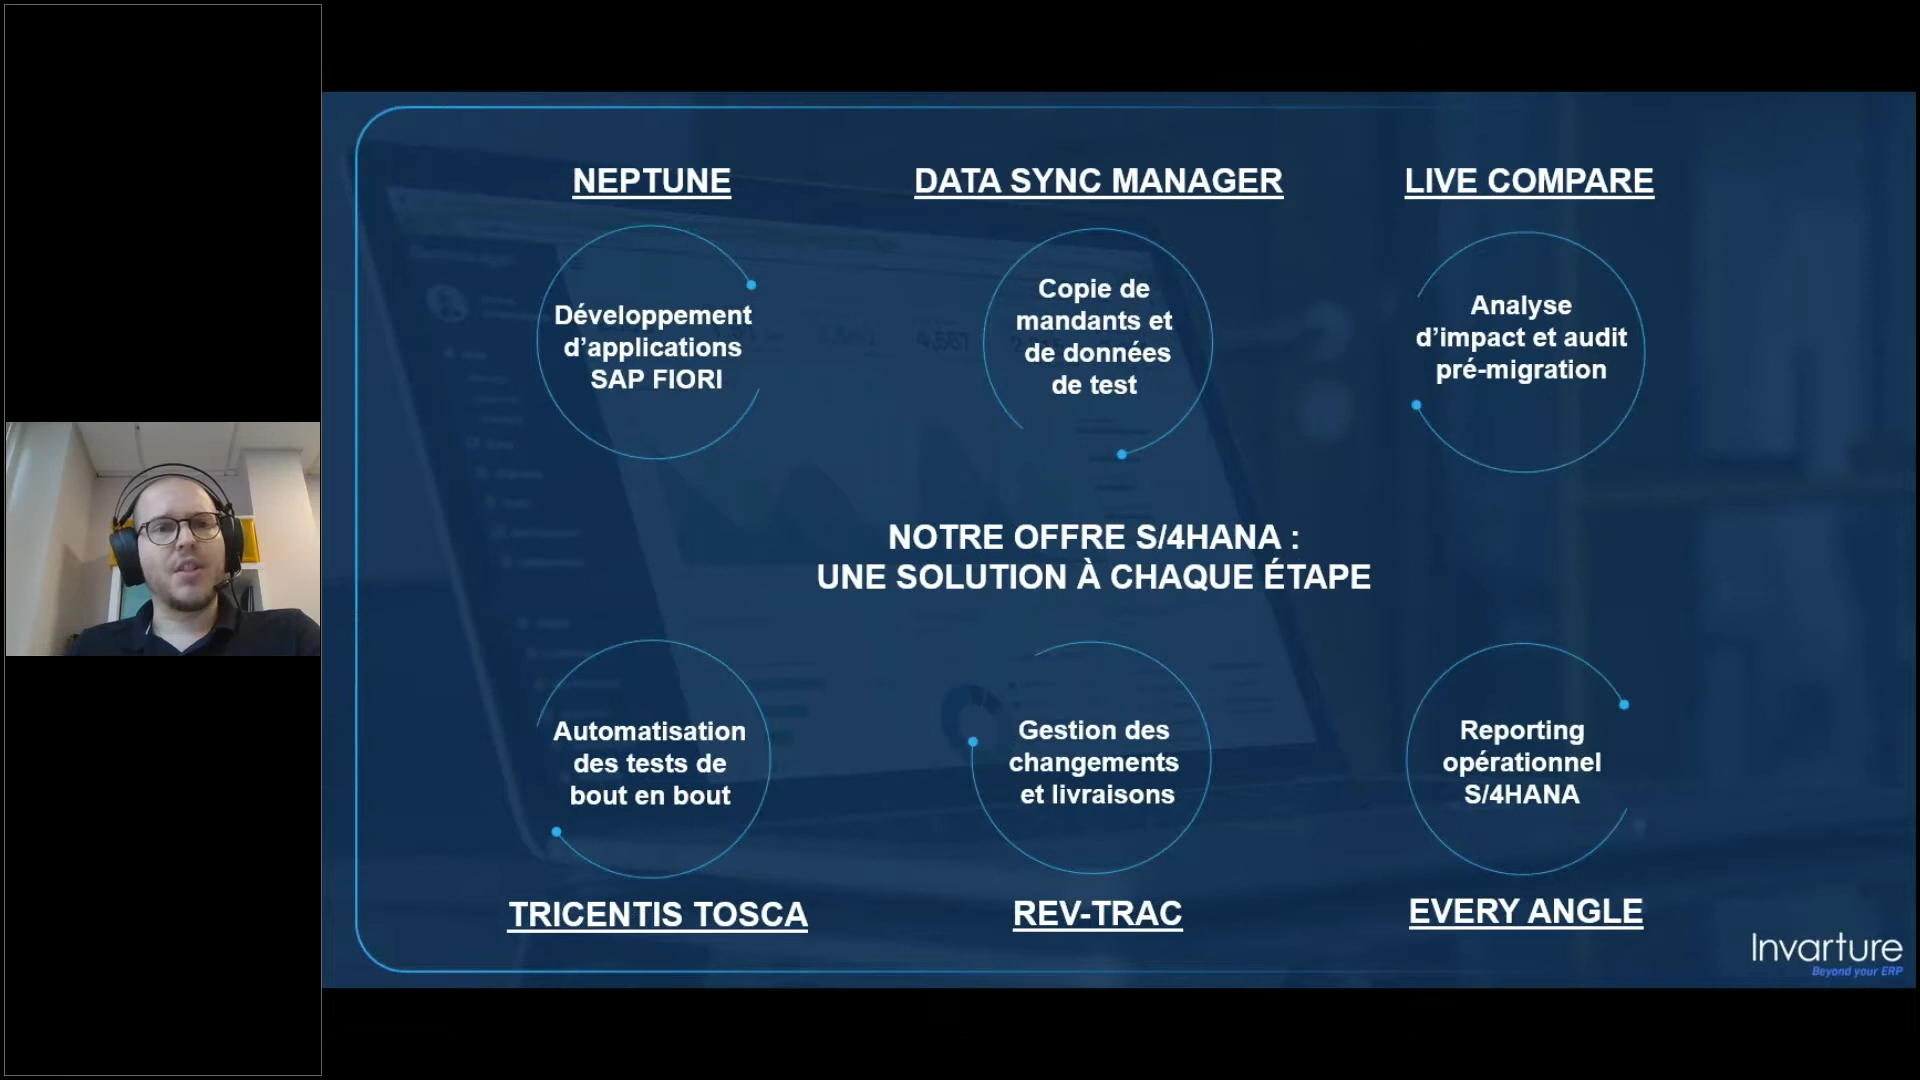 NEPTUNE
Développement
d'applications
SAP FIORI
DATA SYNC MANAGER
Copie de
mandants et
de données
de test
LIVE COMPARE
Analyse
d'impact et audit
pré-migration
NOTRE OFFRE S/4HANA :
UNE SOLUTION À CHAQUE ÉTAPE
Automatisation
des tests de
bout en bout
TRICENTIS TOSCA
Gestion des
changements
et livraisons
REV-TRAC
Reporting
opérationnel
S/4HANA
EVERY ANGLE
Invarture
Beyond your ERP